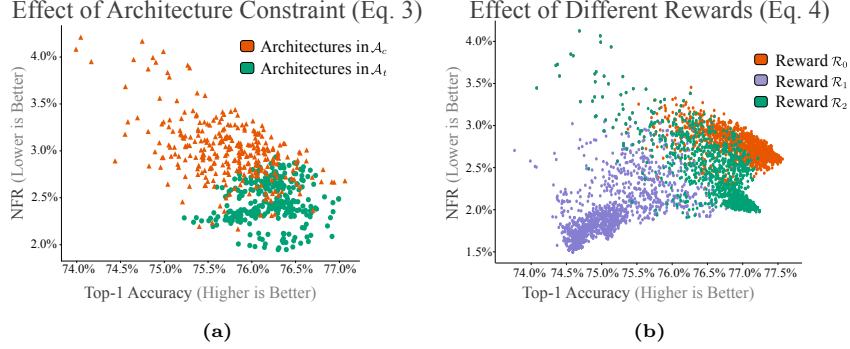 Effect of Architecture Constraint (Eq. 3)
NFR (Lower is Better)
4.0%
3.5%
3.0%
2.5%
2.0%
Architectures in 𝒜c
Architectures in 𝒜t
74.0% 74.5% 75.0% 75.5% 76.0% 76.5% 77.0%
Top-1 Accuracy (Higher is Better)
(a)
Effect of Different Rewards (Eq. 4)
NFR (Lower is Better)
4.0%
3.5%
3.0%
2.5%
2.0%
1.5%
Reward ℛ0
Reward ℛ1
Reward ℛ2
74.0% 74.5% 75.0% 75.5% 76.0% 76.5% 77.0% 77.5%
Top-1 Accuracy (Higher is Better)
(b)